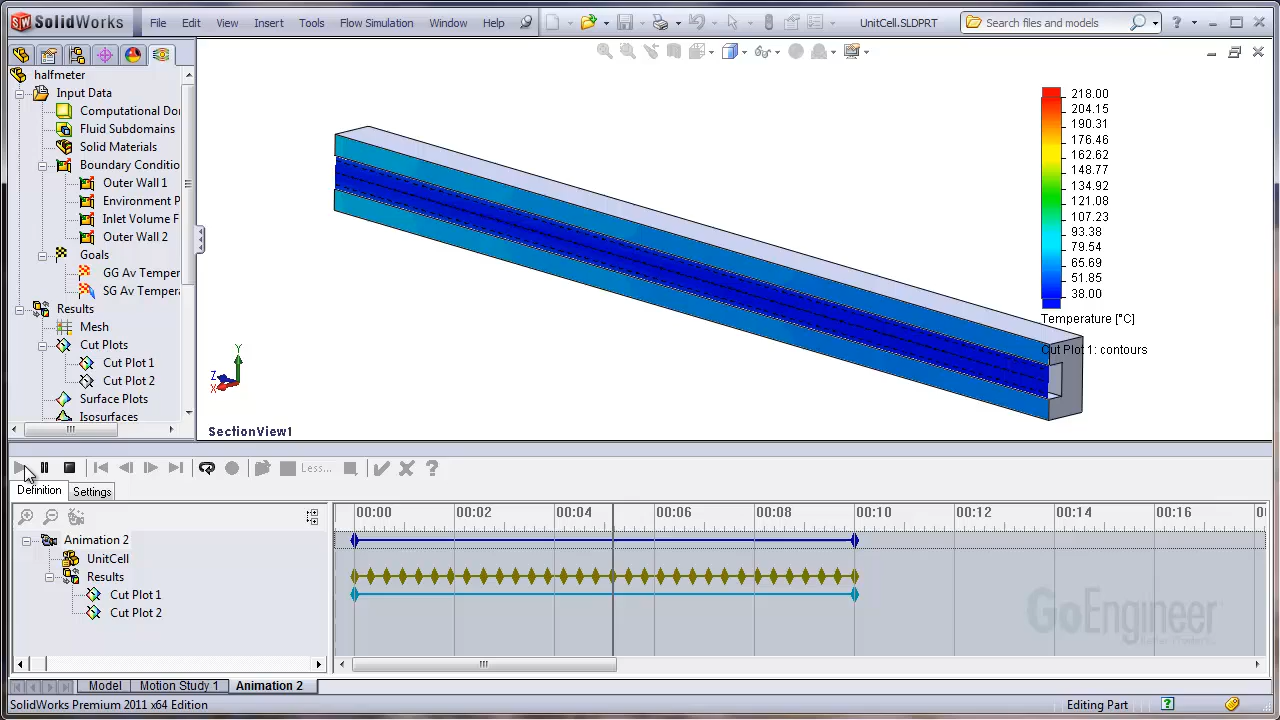 SolidWorks File Edit View Insert Tools Flow Simulation Window Help UnitCell.SLDPRT Search files and models
halfmeter
Input Data
Computational Do
Fluid Subdomains
Solid Materials
Boundary Conditio
Outer Wall 1
Environment P
Inlet Volume F
Outer Wall 2
Goals
GG Av Temper
SG Av Tempera
Results
Mesh
Cut Plots
Cut Plot 1
Cut Plot 2
Surface Plots
Isosurfaces
218.00
204.15
190.31
176.46
162.62
148.77
134.92
121.08
107.23
93.38
79.54
65.69
51.85
38.00
Temperature [°C]
Cut Plot 1: contours
Y
Z
X
SectionView1
Less...
Definition Settings
00:00 00:02 00:04 00:06 00:08 00:10 00:12 00:14 00:16
Animation 2
UnitCell
Results
Cut Plot 1
Cut Plot 2
GoEngineer
Model Motion Study 1 Animation 2
SolidWorks Premium 2011 x64 Edition Editing Part